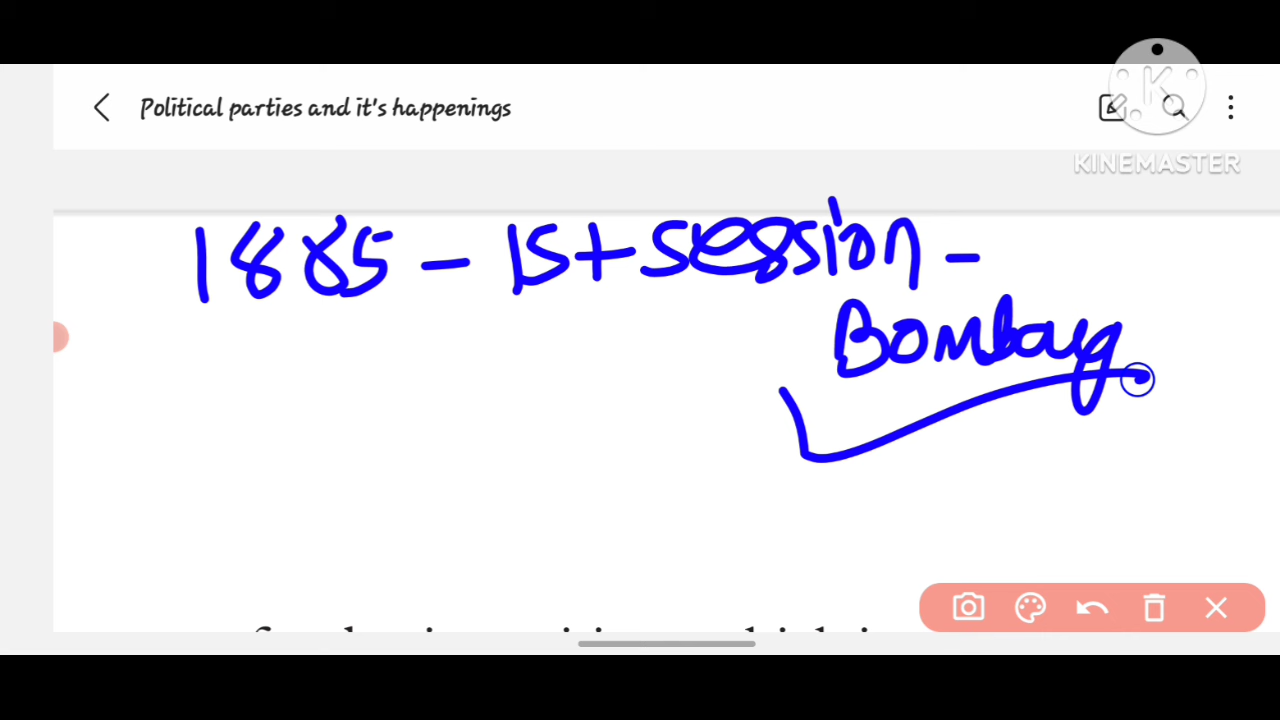 Political parties and it's happenings
KINEMASTER
1885 - 1st session -
Bombay